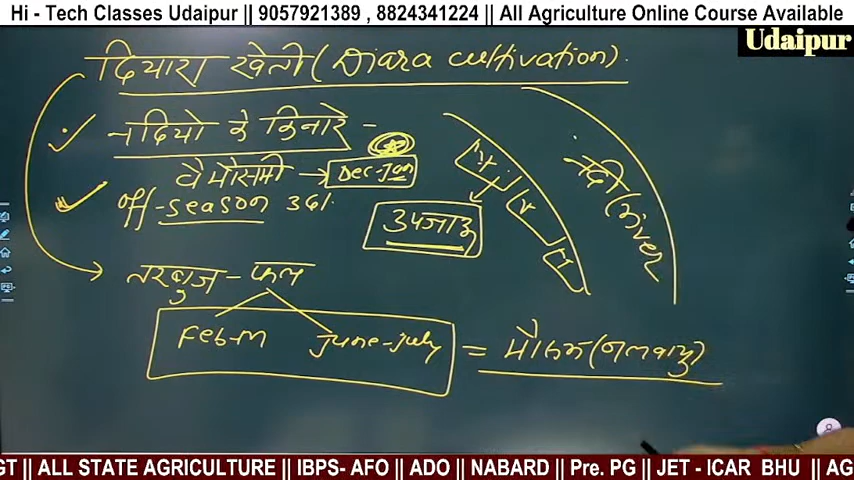 Hi - Tech Classes Udaipur || 9057921389 , 8824341224 || All Agriculture Online Course Available
Udaipur
दियारा खेती (Diara cultivation).
नदियो के किनारे -
वै मौसमी → Dec-Jan
off-season उगा.
उपजाऊ
नदी (River
तरबुज - फल
Feb-m June-July = मौसम (जलवायु)
8
GT || ALL STATE AGRICULTURE || IBPS- AFO || ADO || NABARD || Pre. PG || JET - ICAR BHU || AG